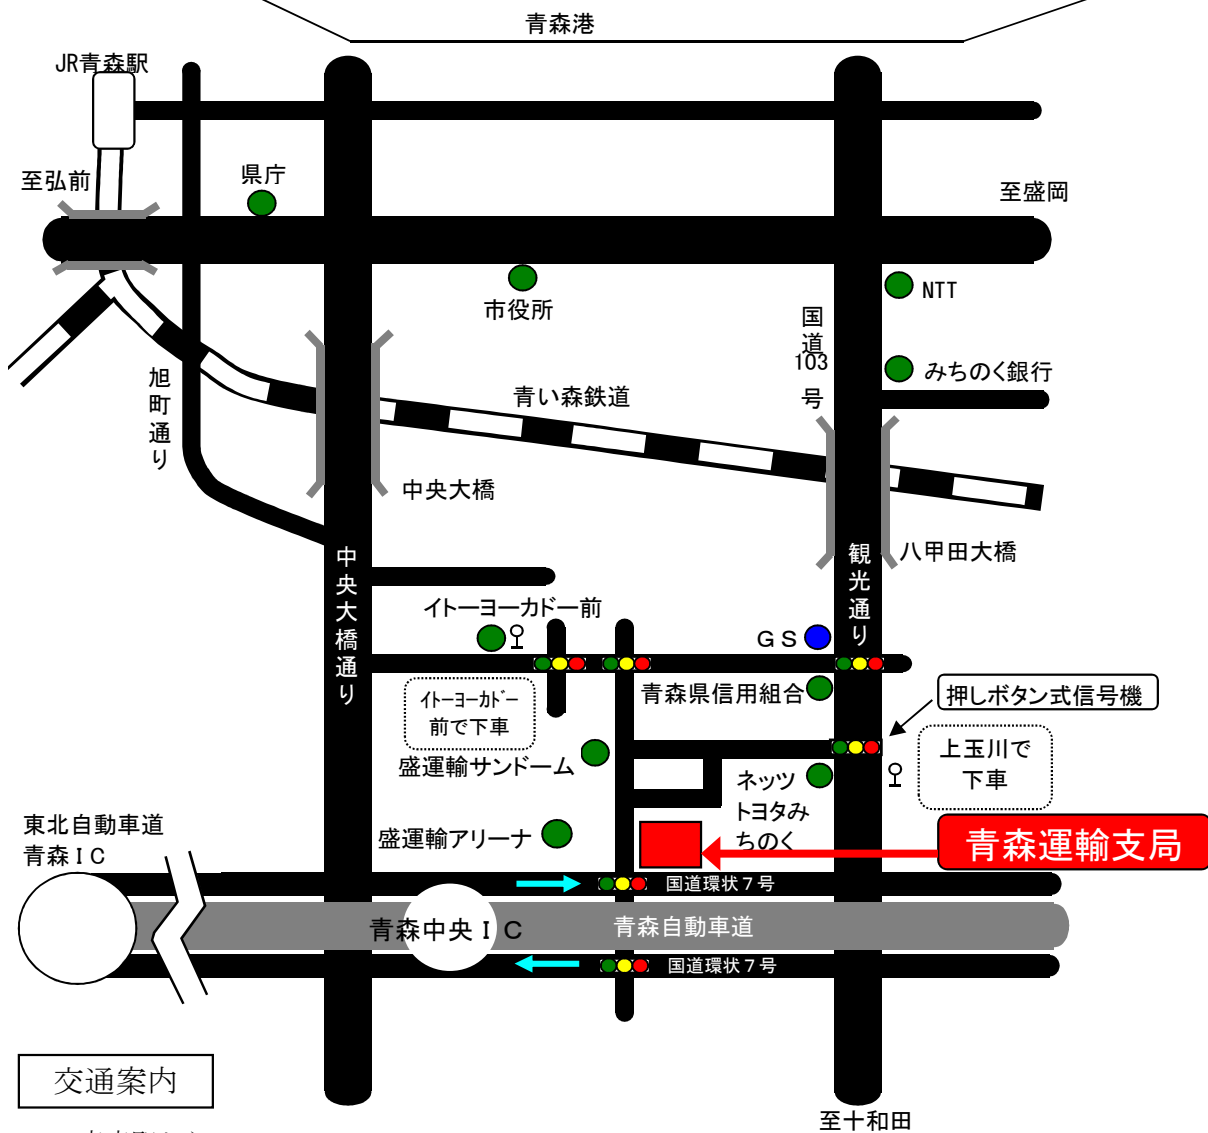 青森港
JR青森駅
県庁
至弘前
至盛岡
市役所
NTT
国道103号
みちのく銀行
旭町通り
青い森鉄道
中央大橋
八甲田大橋
中央大橋通り
観光通り
イトーヨーカドー前
ＧＳ
青森県信用組合
押しボタン式信号機
ｲﾄｰﾖｰｶﾄﾞｰ
前で下車
上玉川で
下車
盛運輸サンドーム
ネッツ
トヨタみ
ちのく
盛運輸アリーナ
東北自動車道
青森ＩＣ
青森運輸支局
国道環状７号
青森中央ＩＣ
青森自動車道
国道環状７号
交通案内
至十和田